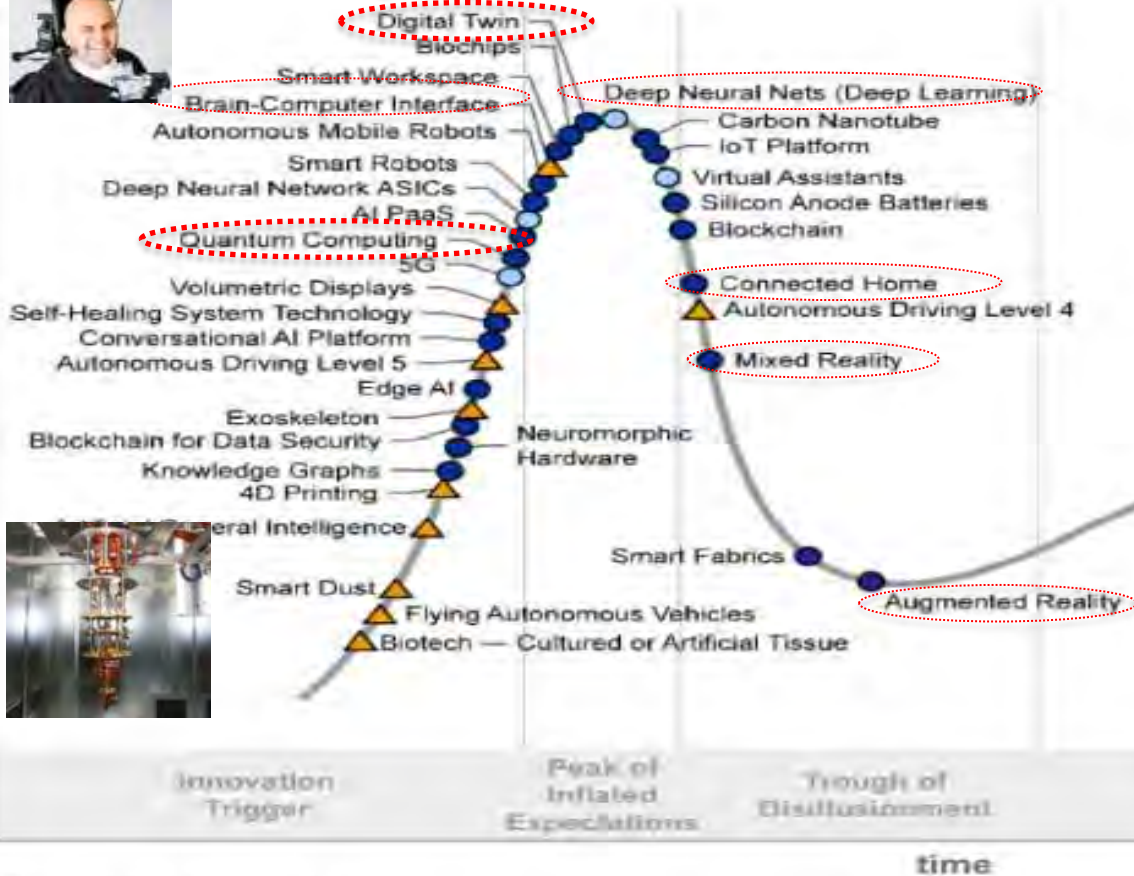 Digital Twin
Biochips
Smart Workspace
Brain-Computer Interface
Autonomous Mobile Robots
Smart Robots
Deep Neural Network ASICs
AI PaaS
Quantum Computing
5G
Volumetric Displays
Self-Healing System Technology
Conversational AI Platform
Autonomous Driving Level 5
Edge AI
Exoskeleton
Blockchain for Data Security
Neuromorphic
Hardware
Knowledge Graphs
4D Printing
Intelligence
Smart Dust
Flying Autonomous Vehicles
Biotech — Cultured or Artificial Tissue
Deep Neural Nets (Deep Learning)
Carbon Nanotube
IoT Platform
Virtual Assistants
Silicon Anode Batteries
Blockchain
Connected Home
Autonomous Driving Level 4
Mixed Reality
Smart Fabrics
Augmented Reality
Innovation
Trigger
Peak of
Inflated
Expectations
Trough of
Disillusionment
time